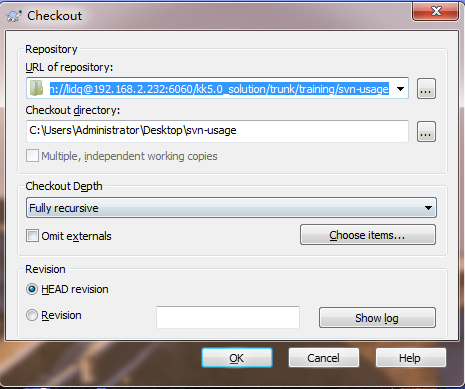 Checkout
Repository
URL of repository:
n://lidq@192.168.2.232:6060/kk5.0_solution/trunk/training/svn-usage
...
Checkout directory:
C:\Users\Administrator\Desktop\svn-usage
...
Multiple, independent working copies
Checkout Depth
Fully recursive
Omit externals
Choose items...
Revision
HEAD revision
Revision
Show log
OK
Cancel
Help